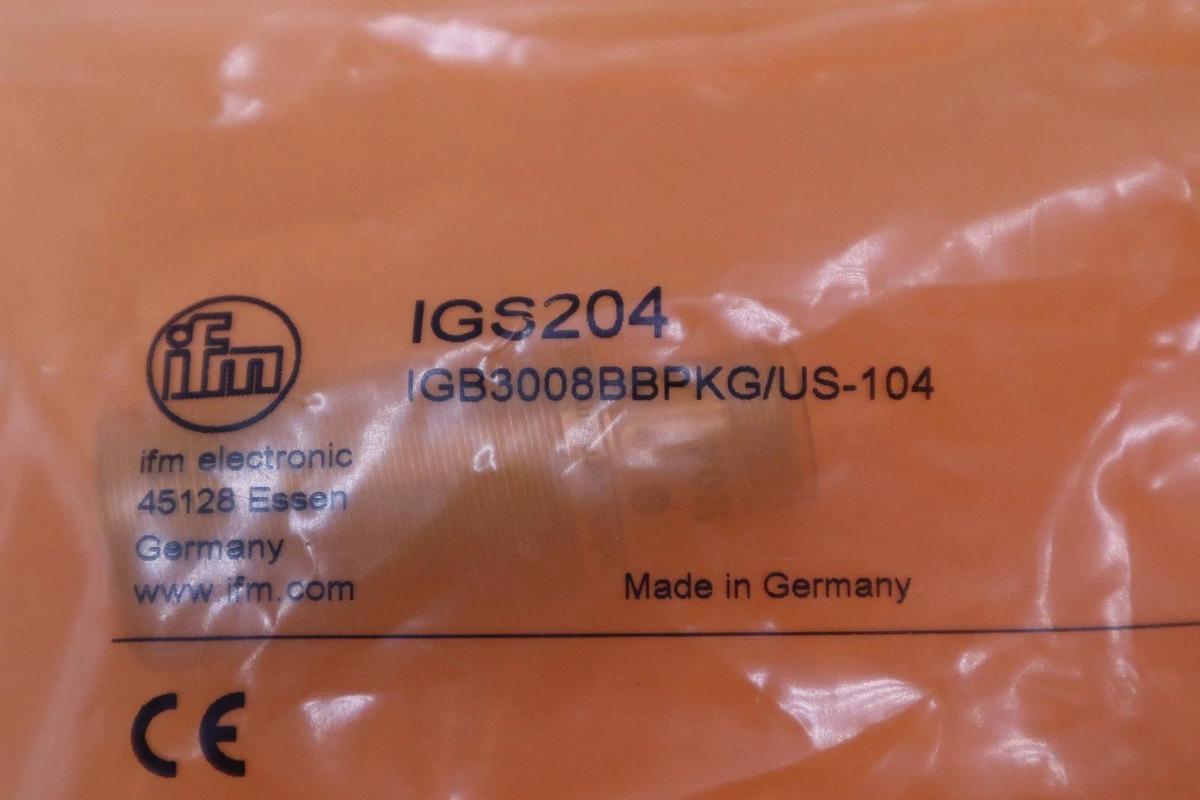 ifm
IGS204
IGB3008BBPKG/US-104
ifm electronic
45128 Essen
Germany
www.ifm.com
Made in Germany
CE